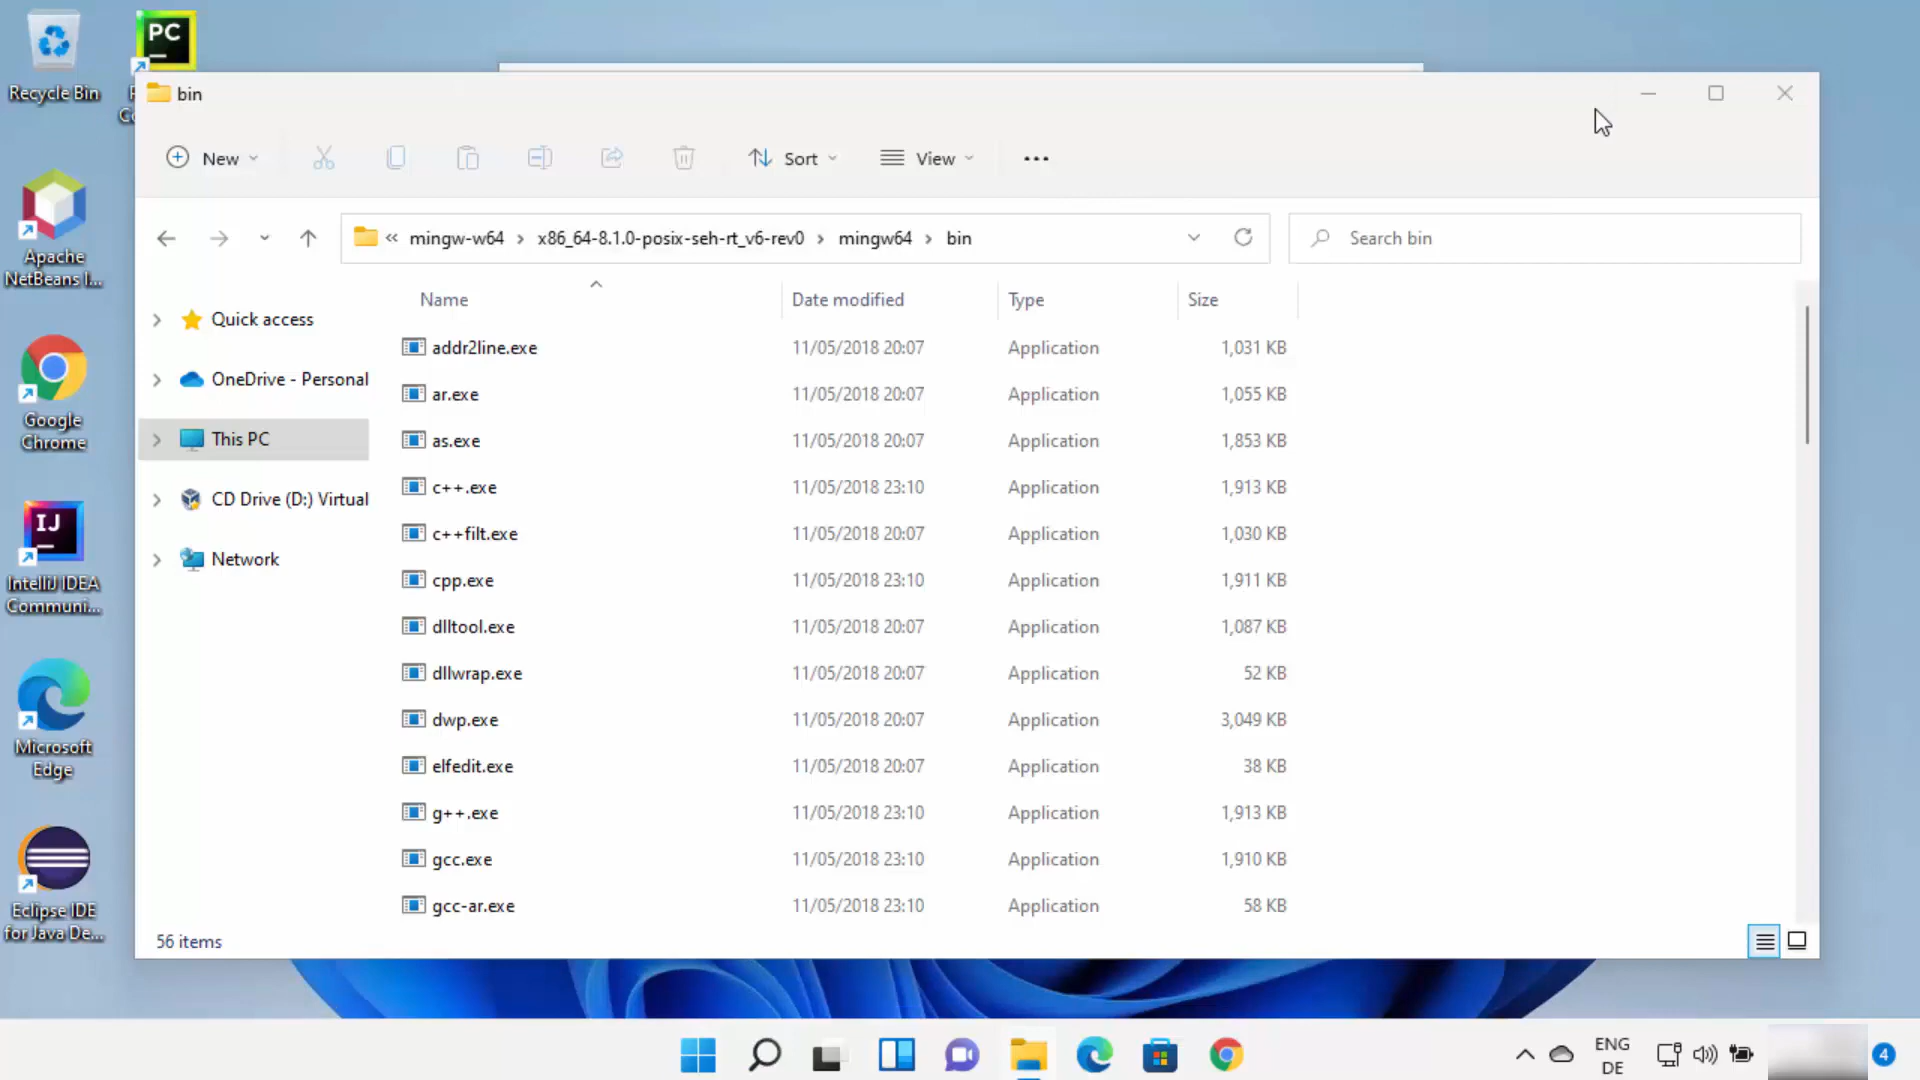 PC
Recycle Bin
bin
New
Sort
View
mingw-w64 › x86_64-8.1.0-posix-seh-rt_v6-rev0 › mingw64 › bin
Search bin
Name Date modified Type Size
Quick access
OneDrive - Personal
This PC
CD Drive (D:) Virtual
Network
addr2line.exe 11/05/2018 20:07 Application 1,031 KB
ar.exe 11/05/2018 20:07 Application 1,055 KB
as.exe 11/05/2018 20:07 Application 1,853 KB
c++.exe 11/05/2018 23:10 Application 1,913 KB
c++filt.exe 11/05/2018 20:07 Application 1,030 KB
cpp.exe 11/05/2018 23:10 Application 1,911 KB
dlltool.exe 11/05/2018 20:07 Application 1,087 KB
dllwrap.exe 11/05/2018 20:07 Application 52 KB
dwp.exe 11/05/2018 20:07 Application 3,049 KB
elfedit.exe 11/05/2018 20:07 Application 38 KB
g++.exe 11/05/2018 23:10 Application 1,913 KB
gcc.exe 11/05/2018 23:10 Application 1,910 KB
gcc-ar.exe 11/05/2018 23:10 Application 58 KB
56 items
Apache
NetBeans I...
Google
Chrome
IJ
IntelliJ IDEA
Communi...
Microsoft
Edge
Eclipse IDE
for Java De...
ENG
DE
4